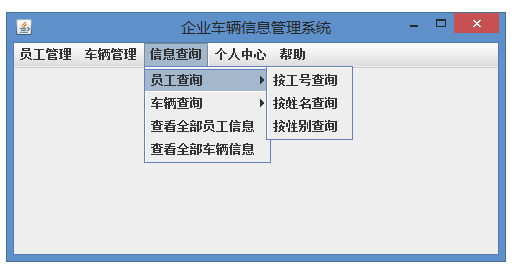 企业车辆信息管理系统
员工管理 车辆管理 信息查询 个人中心 帮助
员工查询 按工号查询
车辆查询 按姓名查询
查看全部员工信息 按性别查询
查看全部车辆信息